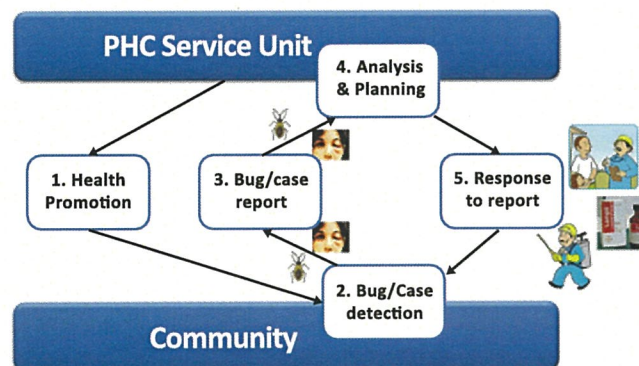 PHC Service Unit
4. Analysis
& Planning
1. Health
Promotion
3. Bug/case
report
5. Response
to report
2. Bug/Case
detection
Community